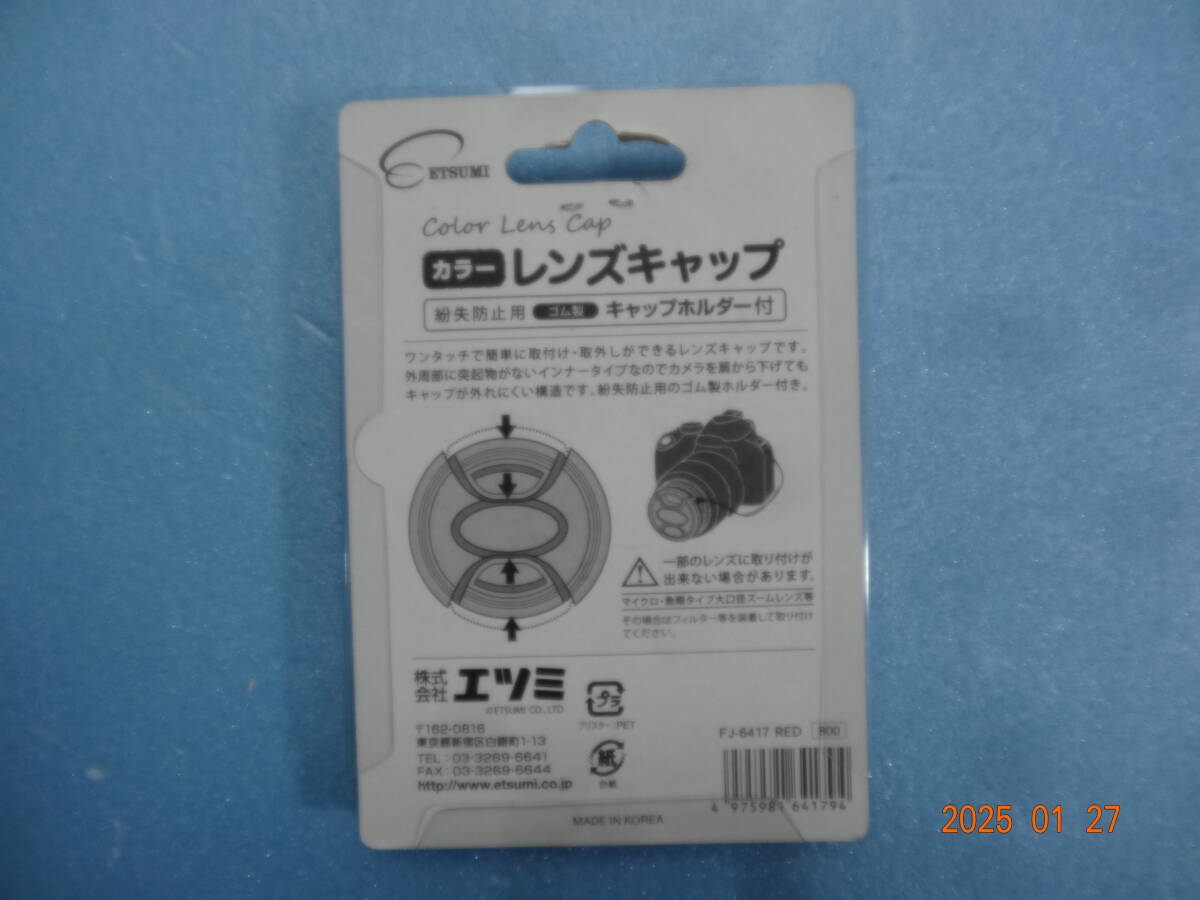 ETSUMI
Color Lens Cap
カラー レンズキャップ
紛失防止用 ゴム製 キャップホルダー付
ワンタッチで簡単に取付け・取外しができるレンズキャップです。
外周部に突起物がないインナータイプなのでカメラを肩から下げても
キャップが外れにくい構造です。紛失防止用のゴム製ホルダー付き。
一部のレンズに取り付けが
出来ない場合があります。
マイクロ・魚眼タイプ大口径ズームレンズ等
その場合はフィルター等を装着して取り付け
てください。
株式
会社 エツミ
©ETSUMI CO., LTD
プラ
ブリスター:PET
〒162-0816
東京都新宿区白銀町1-13
TEL:03-3269-6641
FAX:03-3269-6644
http://www.etsumi.co.jp
紙
台紙
FJ-6417 RED 800
4 975981 641794
MADE IN KOREA
2025 01 27